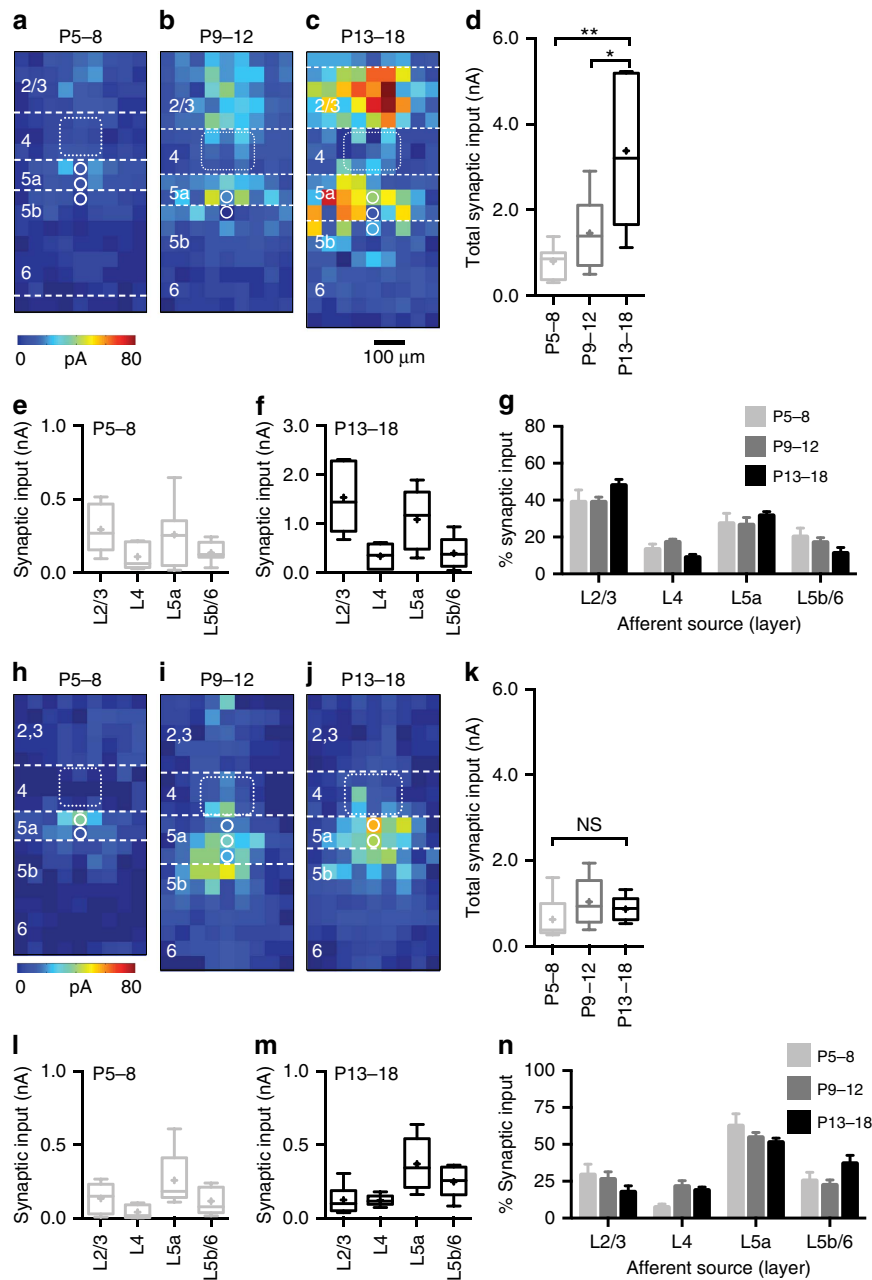 a
P5–8
2/3
4
5a
5b
6
0 pA 80
b
P9–12
2/3
4
5a
5b
6
c
P13–18
2/3
4
5a
5b
6
100 μm
d
Total synaptic input (nA)
6.0
4.0
2.0
0.0
**
*
P5–8
P9–12
P13–18
e
P5–8
Synaptic input (nA)
1.0
0.5
0.0
L2/3
L4
L5a
L5b/6
f
P13–18
Synaptic input (nA)
3.0
2.0
1.0
0.0
L2/3
L4
L5a
L5b/6
g
% synaptic input
80
60
40
20
0
P5–8
P9–12
P13–18
L2/3 L4 L5a L5b/6
Afferent source (layer)
h
P5–8
2,3
4
5a
5b
6
0 pA 80
i
P9–12
2,3
4
5a
5b
6
j
P13–18
2,3
4
5a
5b
6
k
Total synaptic input (nA)
6.0
4.0
2.0
0.0
NS
P5–8
P9–12
P13–18
l
P5–8
Synaptic input (nA)
1.0
0.5
0.0
L2/3
L4
L5a
L5b/6
m
P13–18
Synaptic input (nA)
1.0
0.5
0.0
L2/3
L4
L5a
L5b/6
n
% Synaptic input
100
75
50
25
0
P5–8
P9–12
P13–18
L2/3 L4 L5a L5b/6
Afferent source (layer)